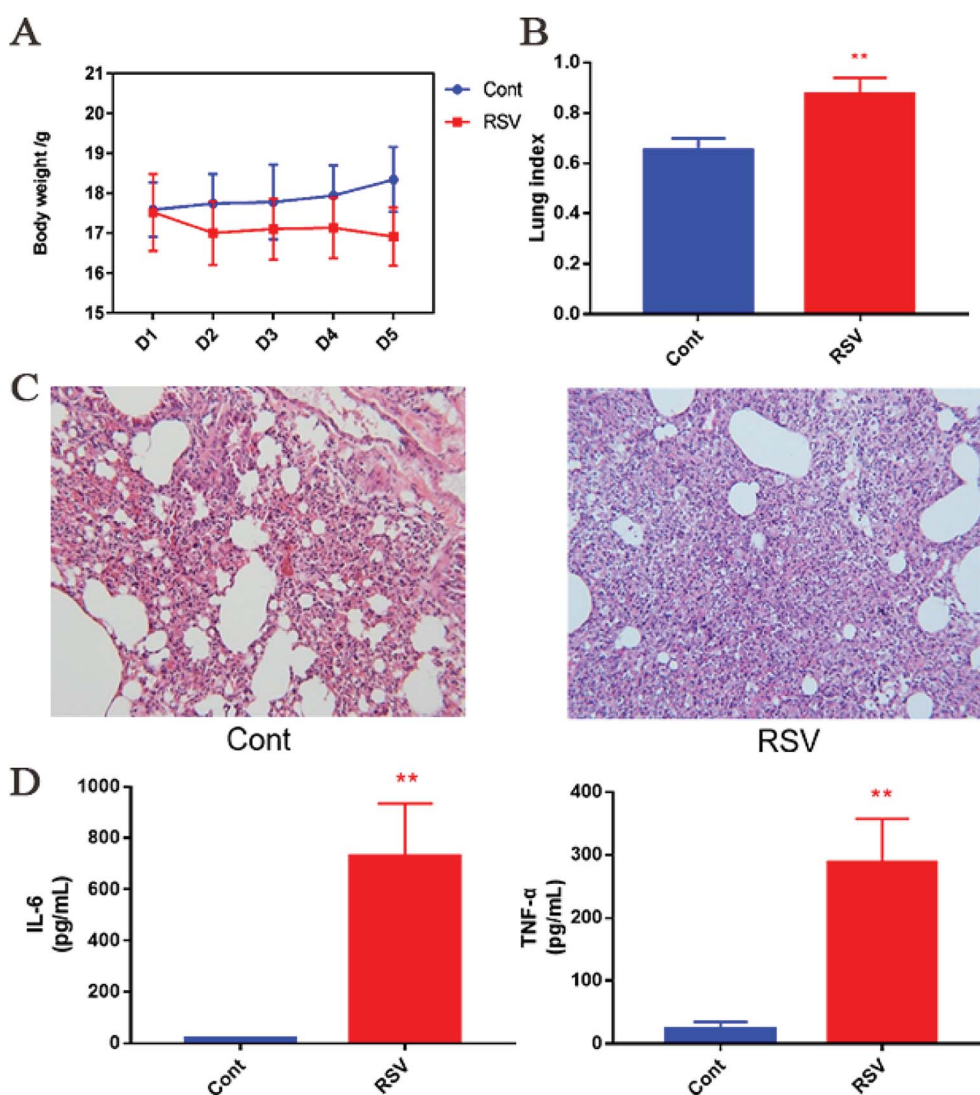 A
Body weight /g
21
20
19
18
17
16
15
D1
D2
D3
D4
D5
Cont
RSV
B
**
Lung index
1.0
0.8
0.6
0.4
0.2
0.0
Cont
RSV
C
Cont
RSV
D
IL-6
(pg/mL)
1000
800
600
400
200
0
**
Cont
RSV
TNF-α
(pg/mL)
400
300
200
100
0
**
Cont
RSV